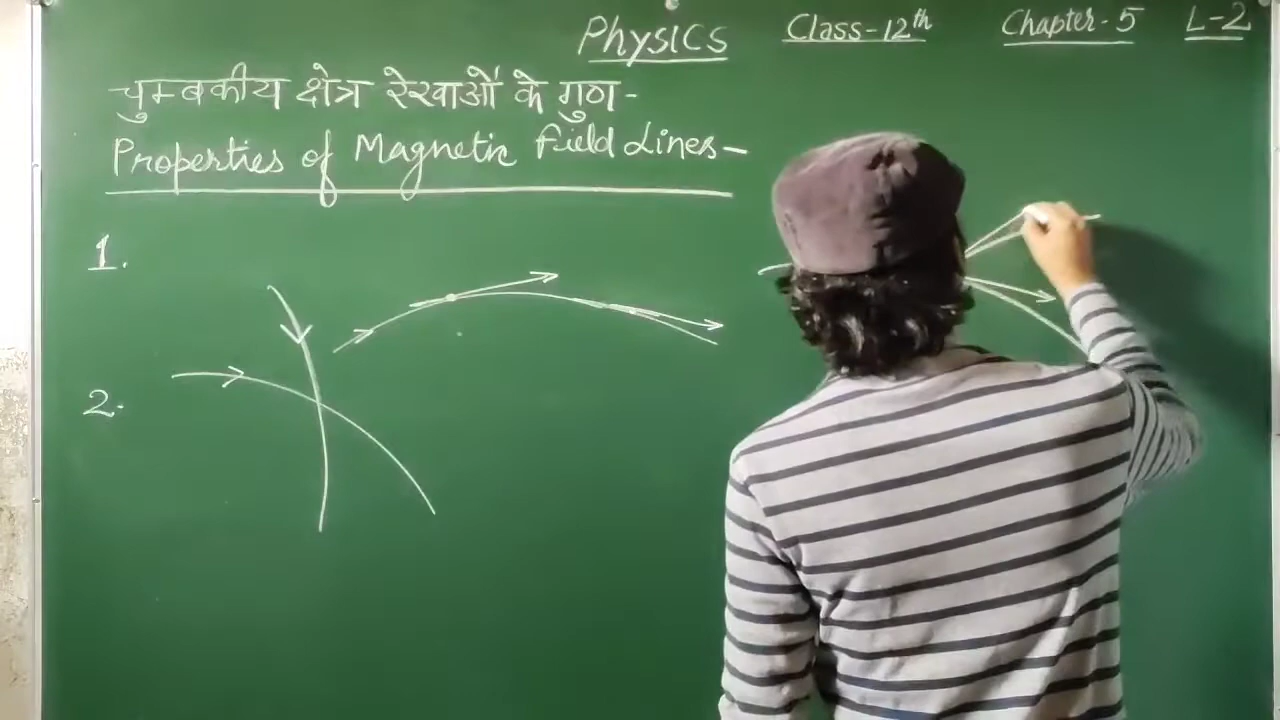 Physics Class-12th Chapter-5 L-2
चुम्बकीय क्षेत्र रेखाओं के गुण-
Properties of Magnetic Field Lines-
1.
2.